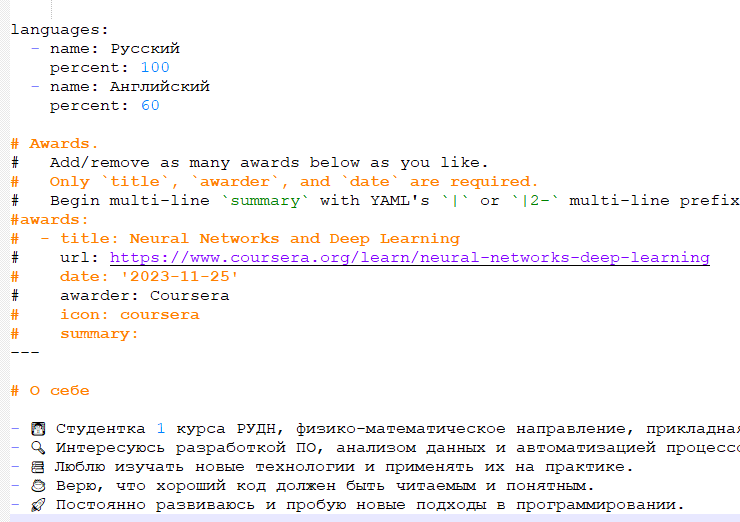 languages:
  - name: Русский
    percent: 100
  - name: Английский
    percent: 60
# Awards.
#   Add/remove as many awards below as you like.
#   Only `title`, `awarder`, and `date` are required.
#   Begin multi-line `summary` with YAML's `|` or `|2-` multi-line prefix
#awards:
#  - title: Neural Networks and Deep Learning
#    url: https://www.coursera.org/learn/neural-networks-deep-learning
#    date: '2023-11-25'
#    awarder: Coursera
#    icon: coursera
#    summary:
---
# О себе
- 👩‍🎓 Студентка 1 курса РУДН, физико-математическое направление, прикладная
- 🔍 Интересуюсь разработкой ПО, анализом данных и автоматизацией
- 📚 Люблю изучать новые технологии и применять их на практике.
- Верю, что хороший код должен быть читаемым и понятным.
- 🚀 Постоянно развиваюсь и пробую новые подходы в программировании.